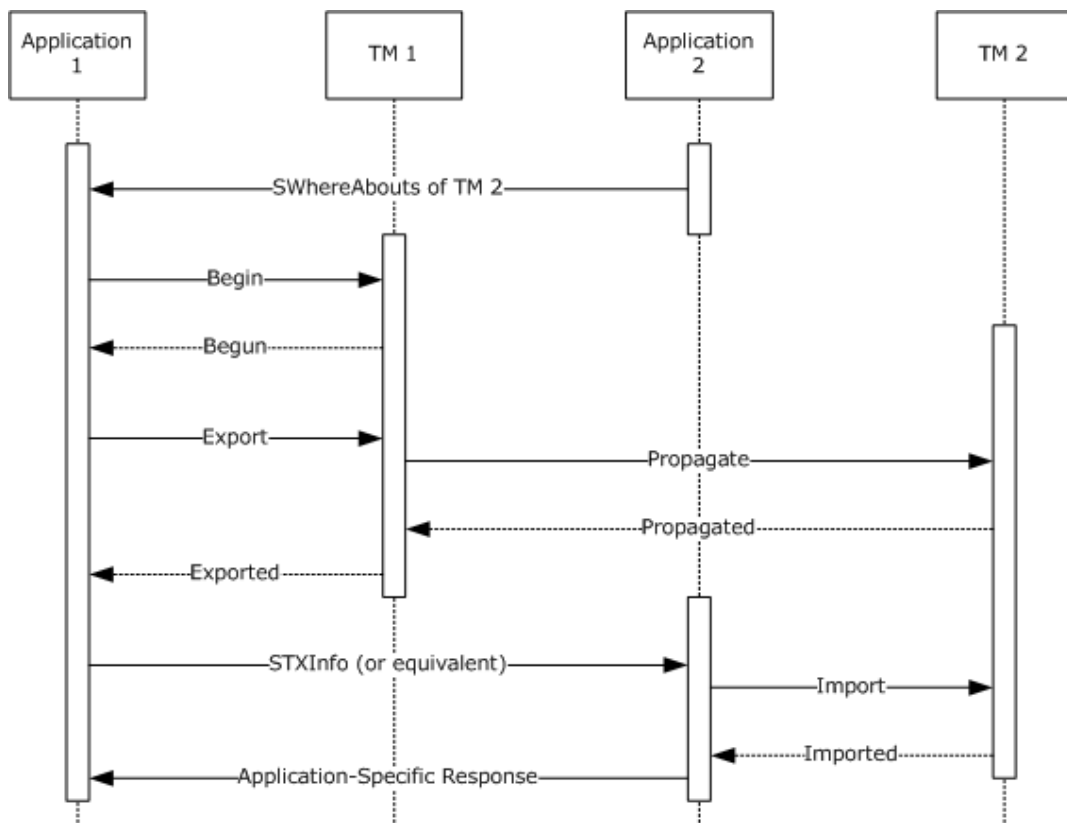 Application
1
TM 1
Application
2
TM 2
SWhereAbouts of TM 2
Begin
Begun
Export
Propagate
Propagated
Exported
STXInfo (or equivalent)
Import
Imported
Application-Specific Response